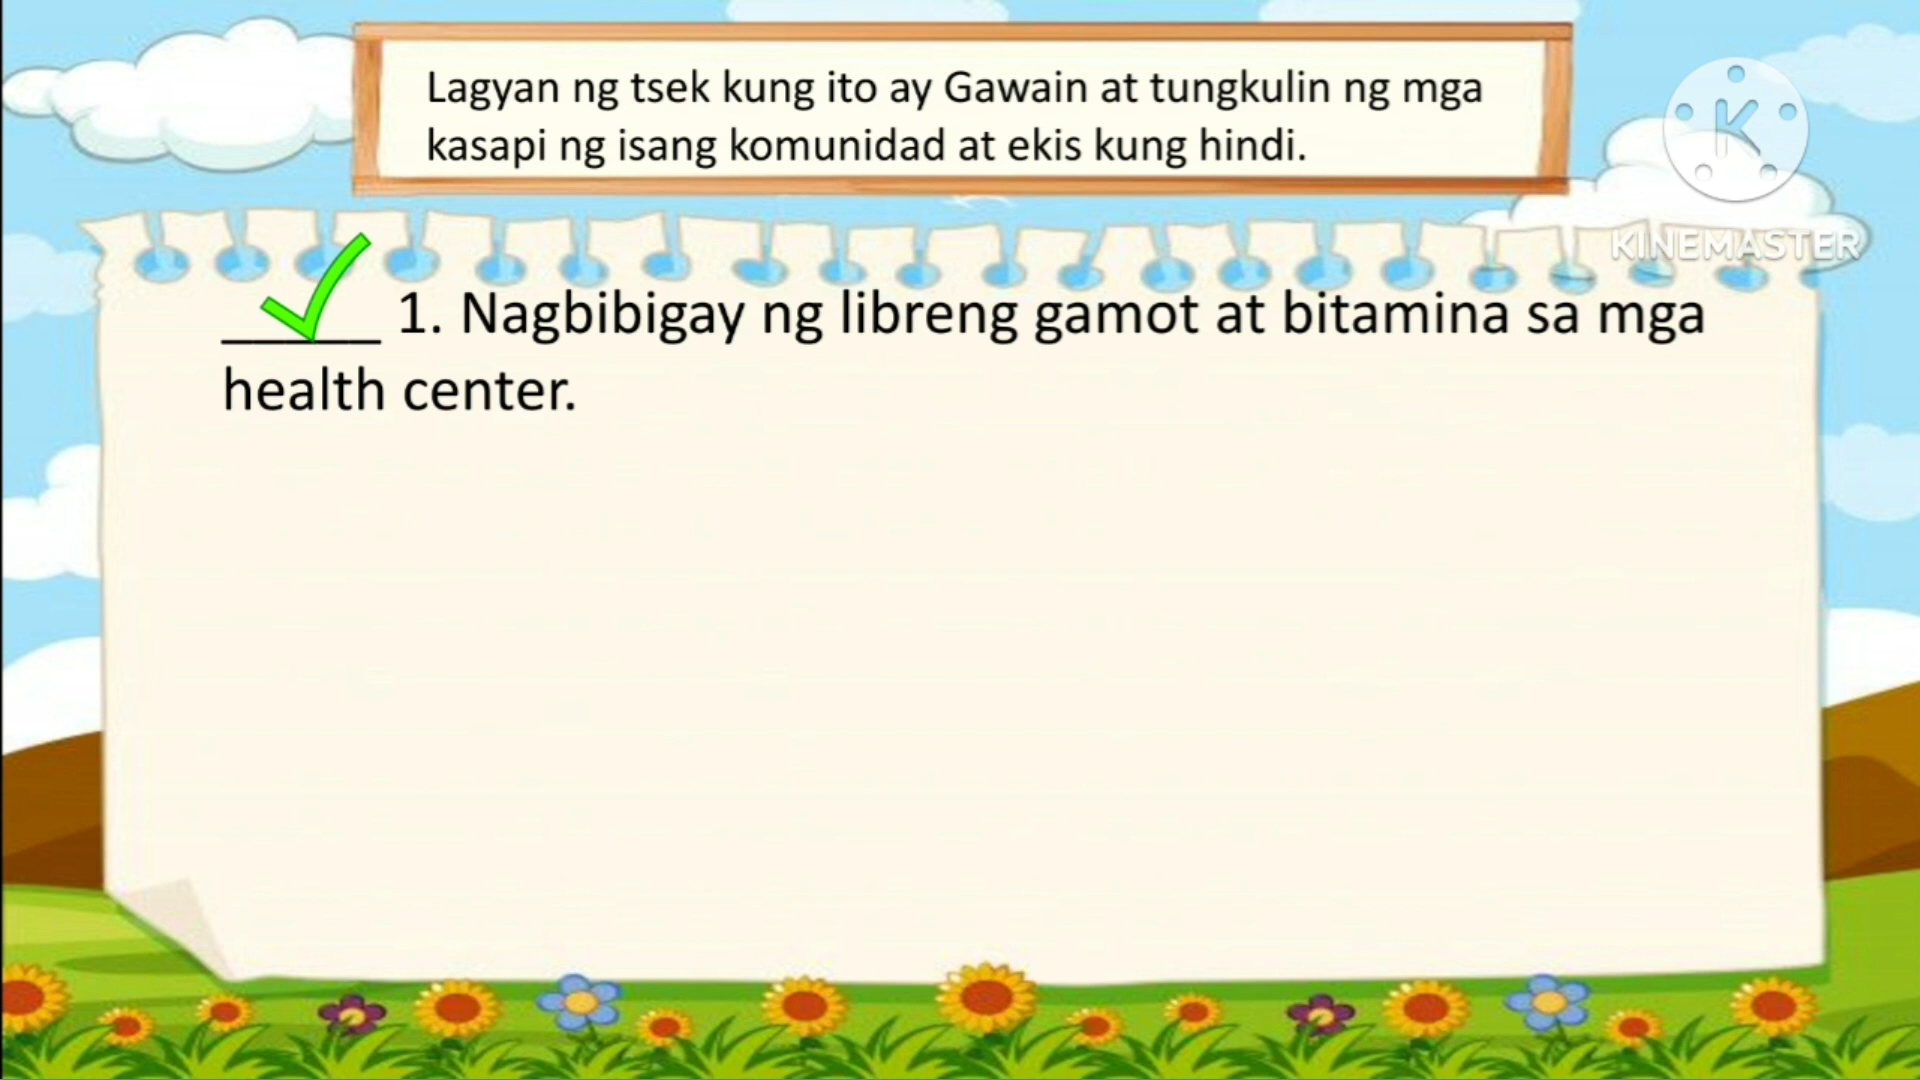 Lagyan ng tsek kung ito ay Gawain at tungkulin ng mga
kasapi ng isang komunidad at ekis kung hindi.
K
KINEMASTER
_____ 1. Nagbibigay ng libreng gamot at bitamina sa mga
health center.